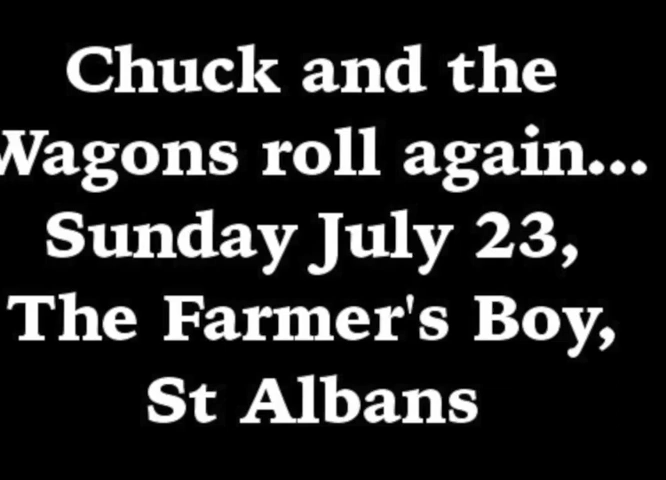 Chuck and the
Wagons roll again...
Sunday July 23,
The Farmer's Boy,
St Albans